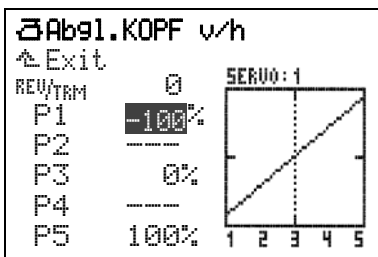 Abgl.KOPF v/h
Exit
REV/TRM 0
SERVO:1
P1 -100%
P2 ---
P3 0%
P4 ---
P5 100%
1 2 3 4 5